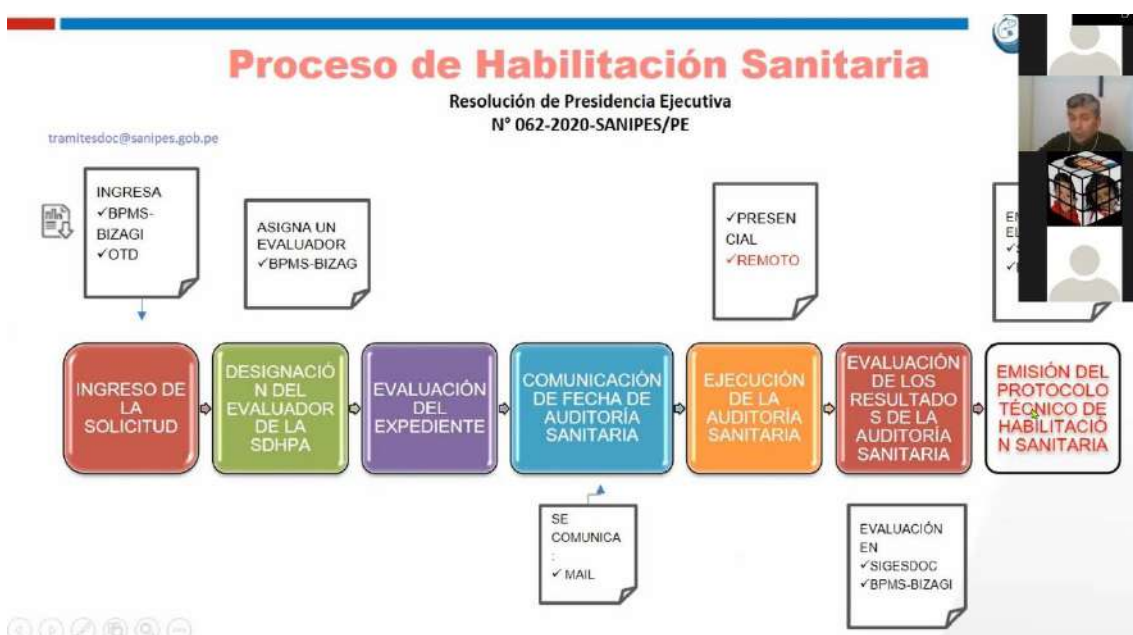 Proceso de Habilitación Sanitaria
Resolución de Presidencia Ejecutiva
N° 062-2020-SANIPES/PE
tramitesdoc@sanipes.gob.pe
INGRESA
✓BPMS-
BIZAGI
✓OTD
ASIGNA UN
EVALUADOR
✓BPMS-BIZAG
✓PRESEN
CIAL
✓REMOTO
INGRESO DE
LA
SOLICITUD
DESIGNACIÓ
N DEL
EVALUADOR
DE LA
SDHPA
EVALUACIÓN
DEL
EXPEDIENTE
COMUNICACIÓN
DE FECHA DE
AUDITORÍA
SANITARIA
EJECUCIÓN
DE LA
AUDITORÍA
SANITARIA
EVALUACIÓN
DE LOS
RESULTADO
S DE LA
AUDITORÍA
SANITARIA
EMISIÓN DEL
PROTOCOLO
TÉCNICO DE
HABILITACIÓ
N SANITARIA
SE
COMUNICA
:
✓ MAIL
EVALUACIÓN
EN
✓SIGESDOC
✓BPMS-BIZAGI